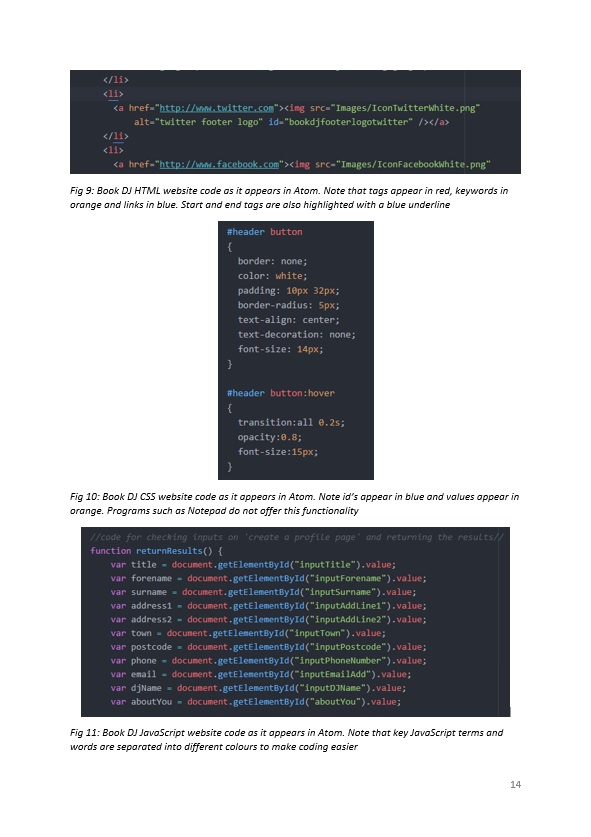 </li>
<li>
<a href="http://www.twitter.com"><img src="Images/IconTwitterWhite.png"
alt="twitter footer logo" id="bookdjfooterlogotwitter" /></a>
</li>
<li>
<a href="http://www.facebook.com"><img src="Images/IconFacebookWhite.png"
Fig 9: Book DJ HTML website code as it appears in Atom. Note that tags appear in red, keywords in
orange and links in blue. Start and end tags are also highlighted with a blue underline
#header button
{
border: none;
color: white;
padding: 10px 32px;
border-radius: 5px;
text-align: center;
text-decoration: none;
font-size: 14px;
}
#header button:hover
{
transition:all 0.2s;
opacity:0.8;
font-size:15px;
}
Fig 10: Book DJ CSS website code as it appears in Atom. Note id's appear in blue and values appear in
orange. Programs such as Notepad do not offer this functionality
//code for checking inputs on 'create a profile page' and returning the results//
function returnResults() {
var title = document.getElementById("inputTitle").value;
var forename = document.getElementById("inputForename").value;
var surname = document.getElementById("inputSurname").value;
var address1 = document.getElementById("inputAddLine1").value;
var address2 = document.getElementById("inputAddLine2").value;
var town = document.getElementById("inputTown").value;
var postcode = document.getElementById("inputPostcode").value;
var phone = document.getElementById("inputPhoneNumber").value;
var email = document.getElementById("inputEmailAdd").value;
var djName = document.getElementById("inputDJName").value;
var aboutYou = document.getElementById("aboutYou").value;
Fig 11: Book DJ JavaScript website code as it appears in Atom. Note that key JavaScript terms and
words are separated into different colours to make coding easier
14